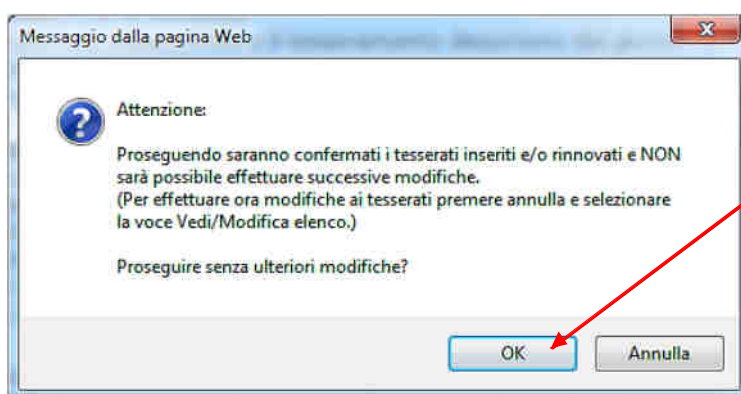 Messaggio dalla pagina Web
Attenzione:
Proseguendo saranno confermati i tesserati inseriti e/o rinnovati e NON
sarà possibile effettuare successive modifiche.
(Per effettuare ora modifiche ai tesserati premere annulla e selezionare
la voce Vedi/Modifica elenco.)
Proseguire senza ulteriori modifiche?
OK
Annulla